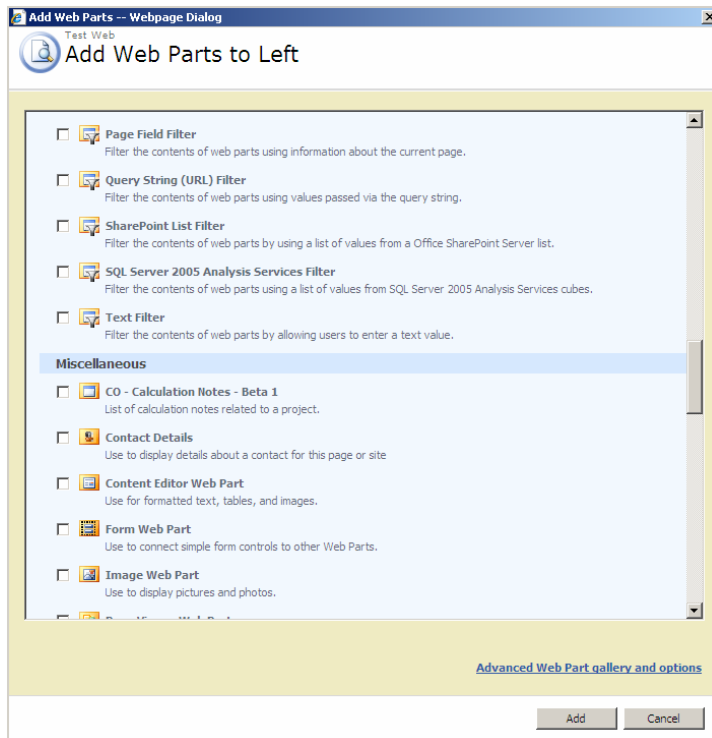 Add Web Parts -- Webpage Dialog
Test Web
Add Web Parts to Left
Page Field Filter
Filter the contents of web parts using information about the current page.
Query String (URL) Filter
Filter the contents of web parts using values passed via the query string.
SharePoint List Filter
Filter the contents of web parts by using a list of values from a Office SharePoint Server list.
SQL Server 2005 Analysis Services Filter
Filter the contents of web parts using a list of values from SQL Server 2005 Analysis Services cubes.
Text Filter
Filter the contents of web parts by allowing users to enter a text value.
Miscellaneous
CO - Calculation Notes - Beta 1
List of calculation notes related to a project.
Contact Details
Use to display details about a contact for this page or site
Content Editor Web Part
Use for formatted text, tables, and images.
Form Web Part
Use to connect simple form controls to other Web Parts.
Image Web Part
Use to display pictures and photos.
Advanced Web Part gallery and options
Add
Cancel